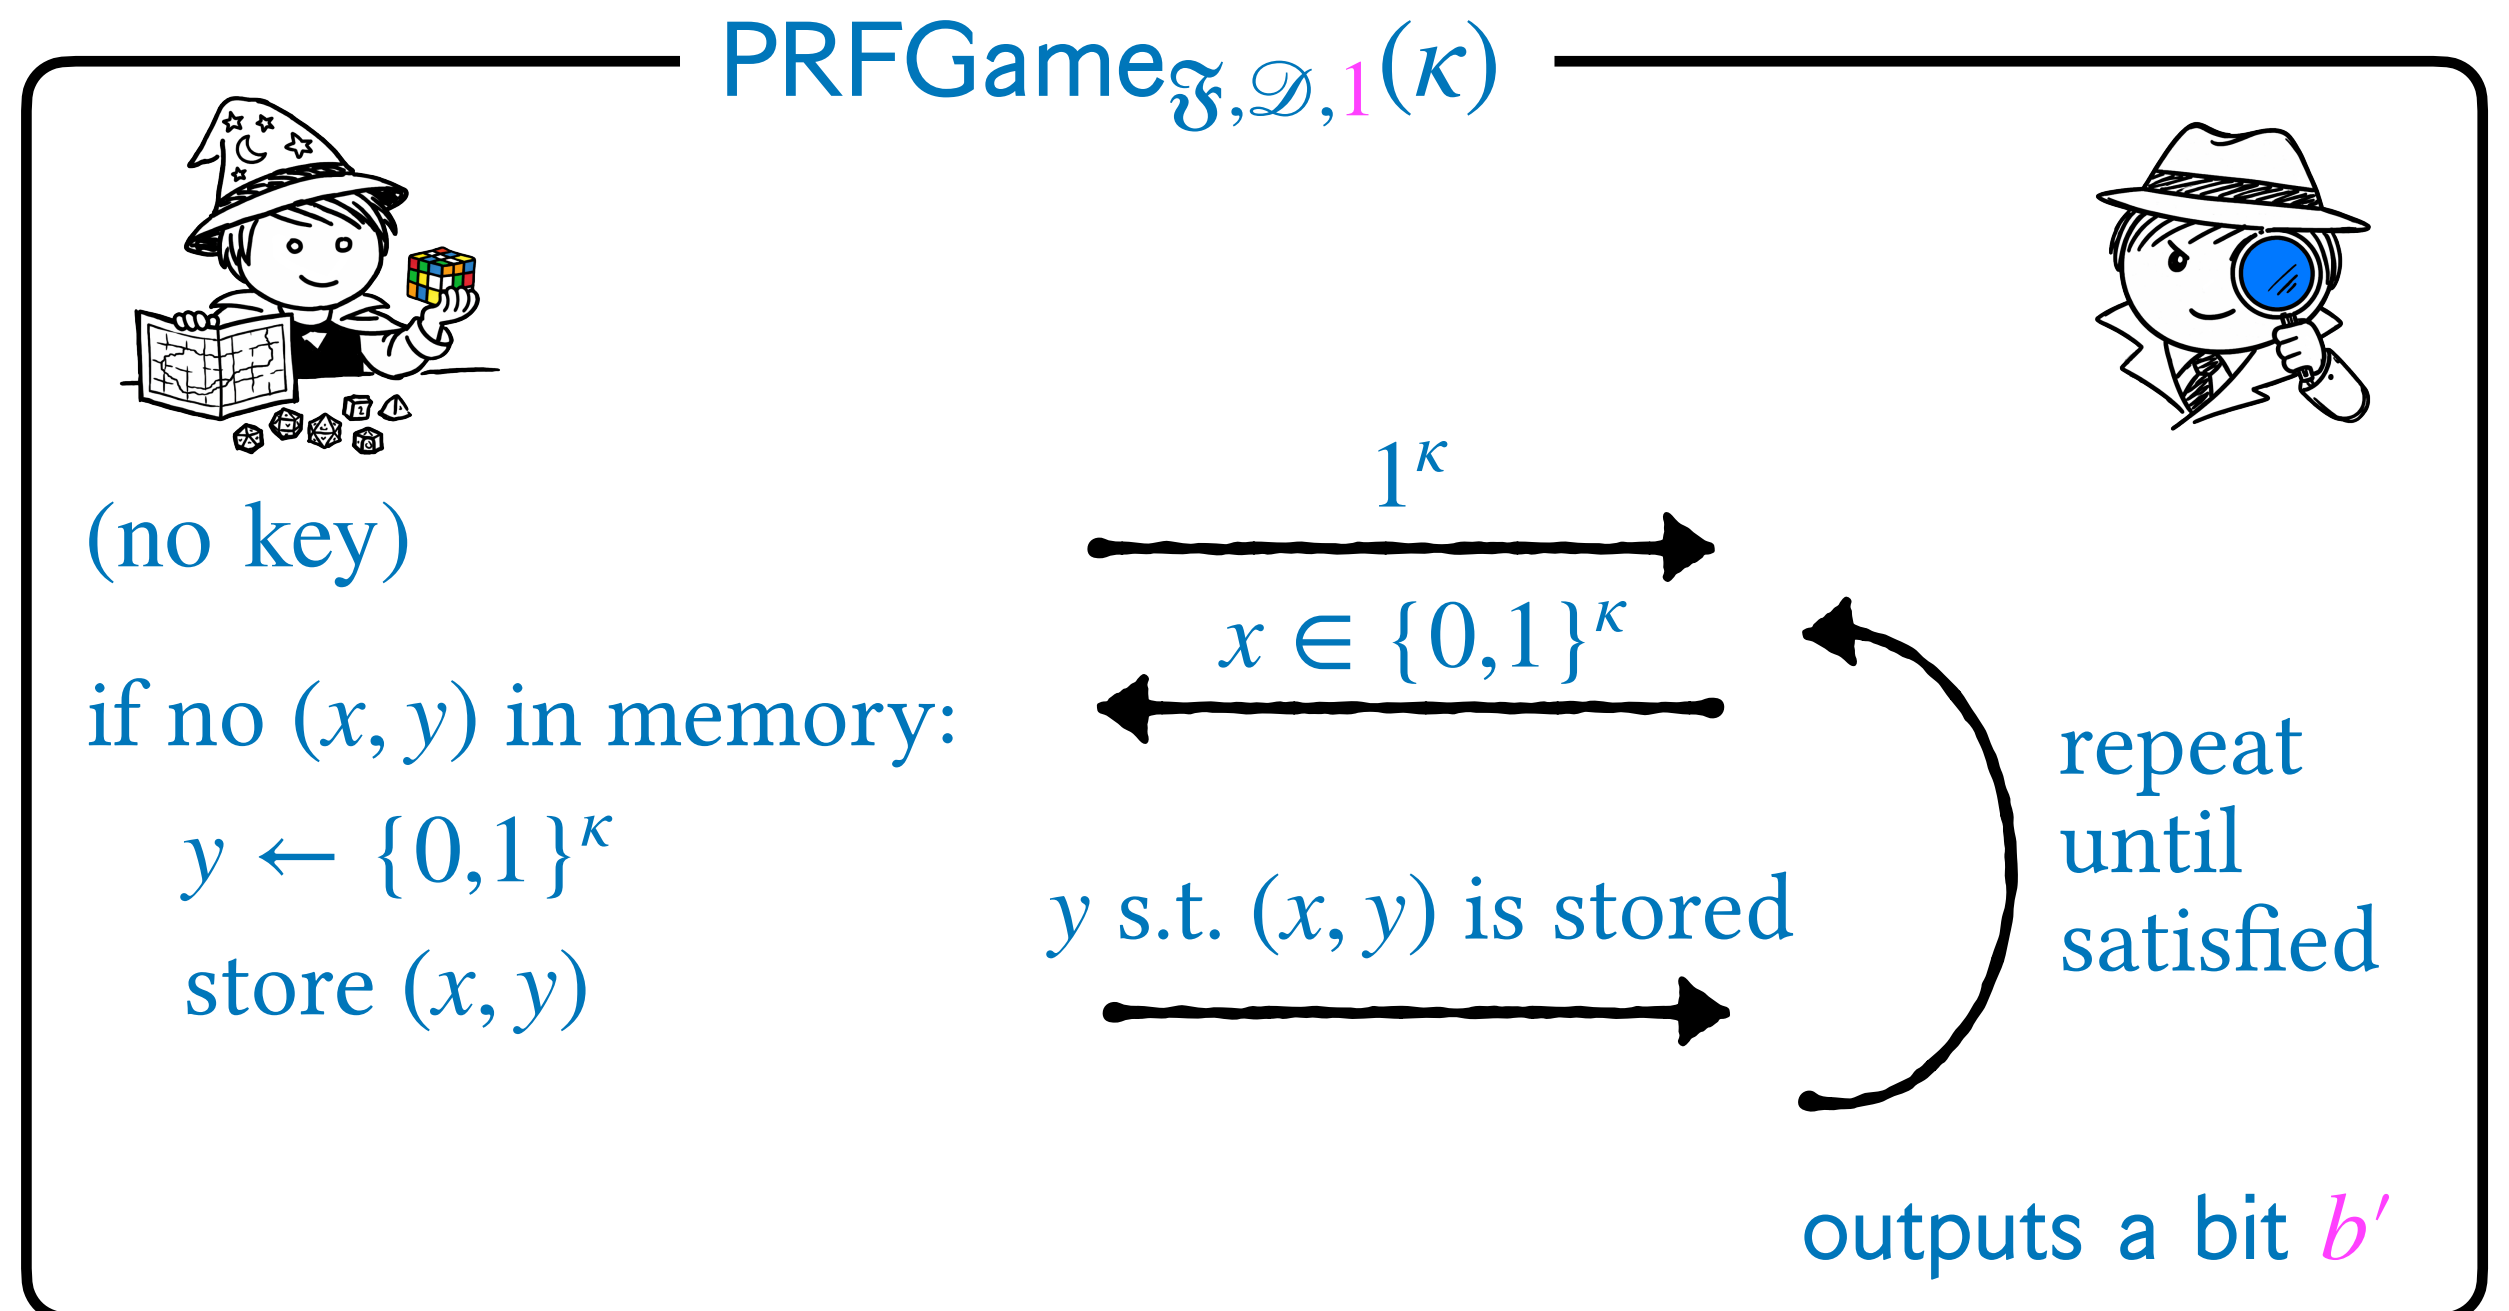 PRFGame𝔉,𝒟,1(κ)
1^κ
(no key)
x ∈ {0,1}^κ
if no (x, y) in memory:
y ← {0,1}^κ
store (x, y)
y s.t. (x, y) is stored
repeat
until
satisfied
outputs a bit b′